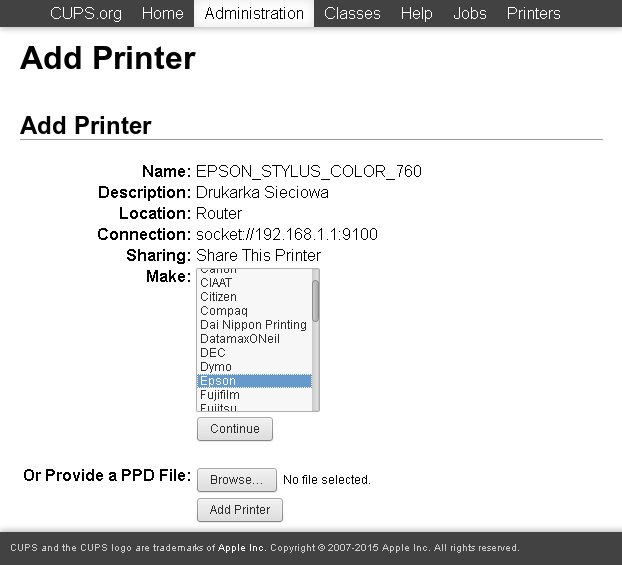 CUPS.org Home Administration Classes Help Jobs Printers
Add Printer
Add Printer
Name: EPSON_STYLUS_COLOR_760
Description: Drukarka Sieciowa
Location: Router
Connection: socket://192.168.1.1:9100
Sharing: Share This Printer
Make:
Canon
CIAAT
Citizen
Compaq
Dai Nippon Printing
DatamaxONeil
DEC
Dymo
Epson
Fujifilm
Fujitsu
Continue
Or Provide a PPD File: Browse... No file selected.
Add Printer
CUPS and the CUPS logo are trademarks of Apple Inc. Copyright © 2007-2015 Apple Inc. All rights reserved.